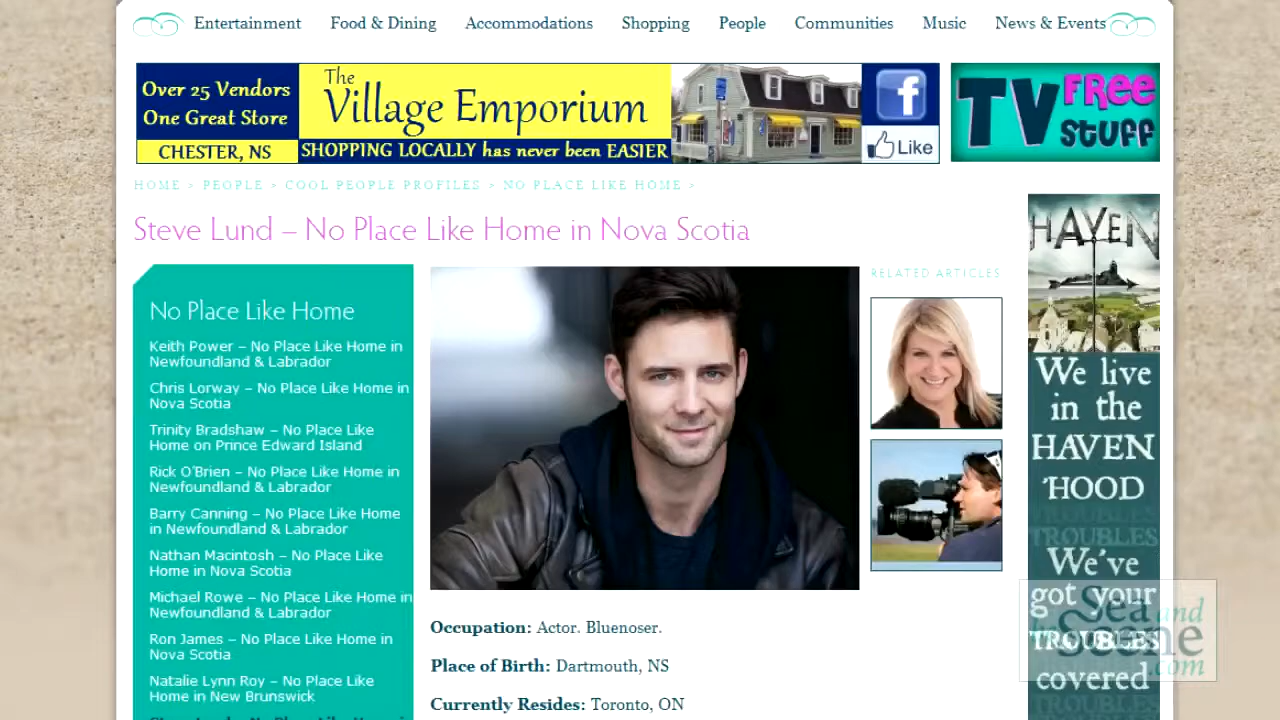 Entertainment Food & Dining Accommodations Shopping People Communities Music News & Events
Over 25 Vendors
One Great Store
CHESTER, NS
The
Village Emporium
SHOPPING LOCALLY has never been EASIER
f
Like
TV FRee
StuFF
HOME > PEOPLE > COOL PEOPLE PROFILES > NO PLACE LIKE HOME >
Steve Lund – No Place Like Home in Nova Scotia
No Place Like Home
Keith Power – No Place Like Home in
Newfoundland & Labrador
Chris Lorway – No Place Like Home in
Nova Scotia
Trinity Bradshaw – No Place Like
Home on Prince Edward Island
Rick O'Brien – No Place Like Home in
Newfoundland & Labrador
Barry Canning – No Place Like Home
in Newfoundland & Labrador
Nathan Macintosh – No Place Like
Home in Nova Scotia
Michael Rowe – No Place Like Home in
Newfoundland & Labrador
Ron James – No Place Like Home in
Nova Scotia
Natalie Lynn Roy – No Place Like
Home in New Brunswick
Occupation: Actor. Bluenoser.
Place of Birth: Dartmouth, NS
Currently Resides: Toronto, ON
RELATED ARTICLES
HAVEN
We live
in the
HAVEN
'HOOD
TROUBLES
We've
got your
TROUBLES
covered
Sea and
Scene
.com